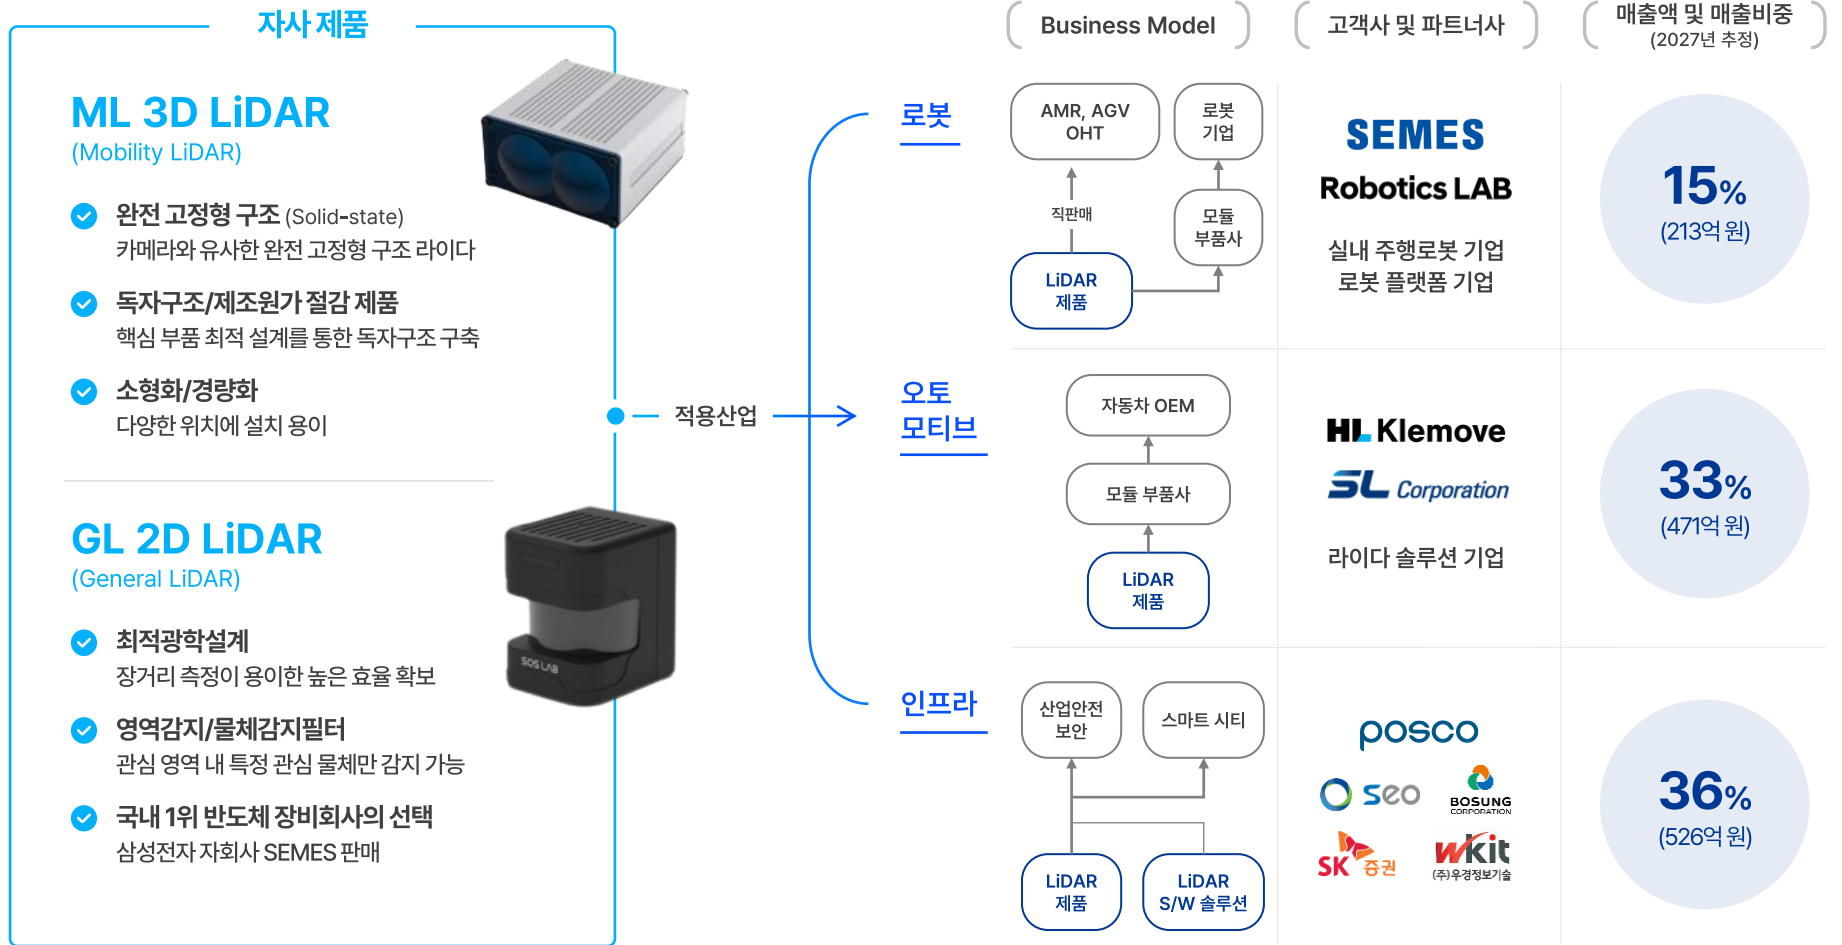 자사 제품
ML 3D LiDAR
(Mobility LiDAR)
완전 고정형 구조 (Solid-state)
카메라와 유사한 완전 고정형 구조 라이다
독자구조/제조원가 절감 제품
핵심 부품 최적 설계를 통한 독자구조 구축
소형화/경량화
다양한 위치에 설치 용이
GL 2D LiDAR
(General LiDAR)
최적광학설계
장거리 측정이 용이한 높은 효율 확보
영역감지/물체감지필터
관심 영역 내 특정 관심 물체만 감지 가능
국내 1위 반도체 장비회사의 선택
삼성전자 자회사 SEMES 판매
SOS LAB
적용산업
Business Model
고객사 및 파트너사
매출액 및 매출비중
(2027년 추정)
로봇
AMR, AGV
OHT
로봇
기업
직판매
모듈
부품사
LiDAR
제품
SEMES
Robotics LAB
실내 주행로봇 기업
로봇 플랫폼 기업
15%
(213억 원)
오토
모티브
자동차 OEM
모듈 부품사
LiDAR
제품
HL Klemove
SL Corporation
라이다 솔루션 기업
33%
(471억 원)
인프라
산업안전
보안
스마트 시티
LiDAR
제품
LiDAR
S/W 솔루션
posco
seo
BOSUNG
CORPORATION
SK 증권
wkit
(주)우경정보기술
36%
(526억 원)